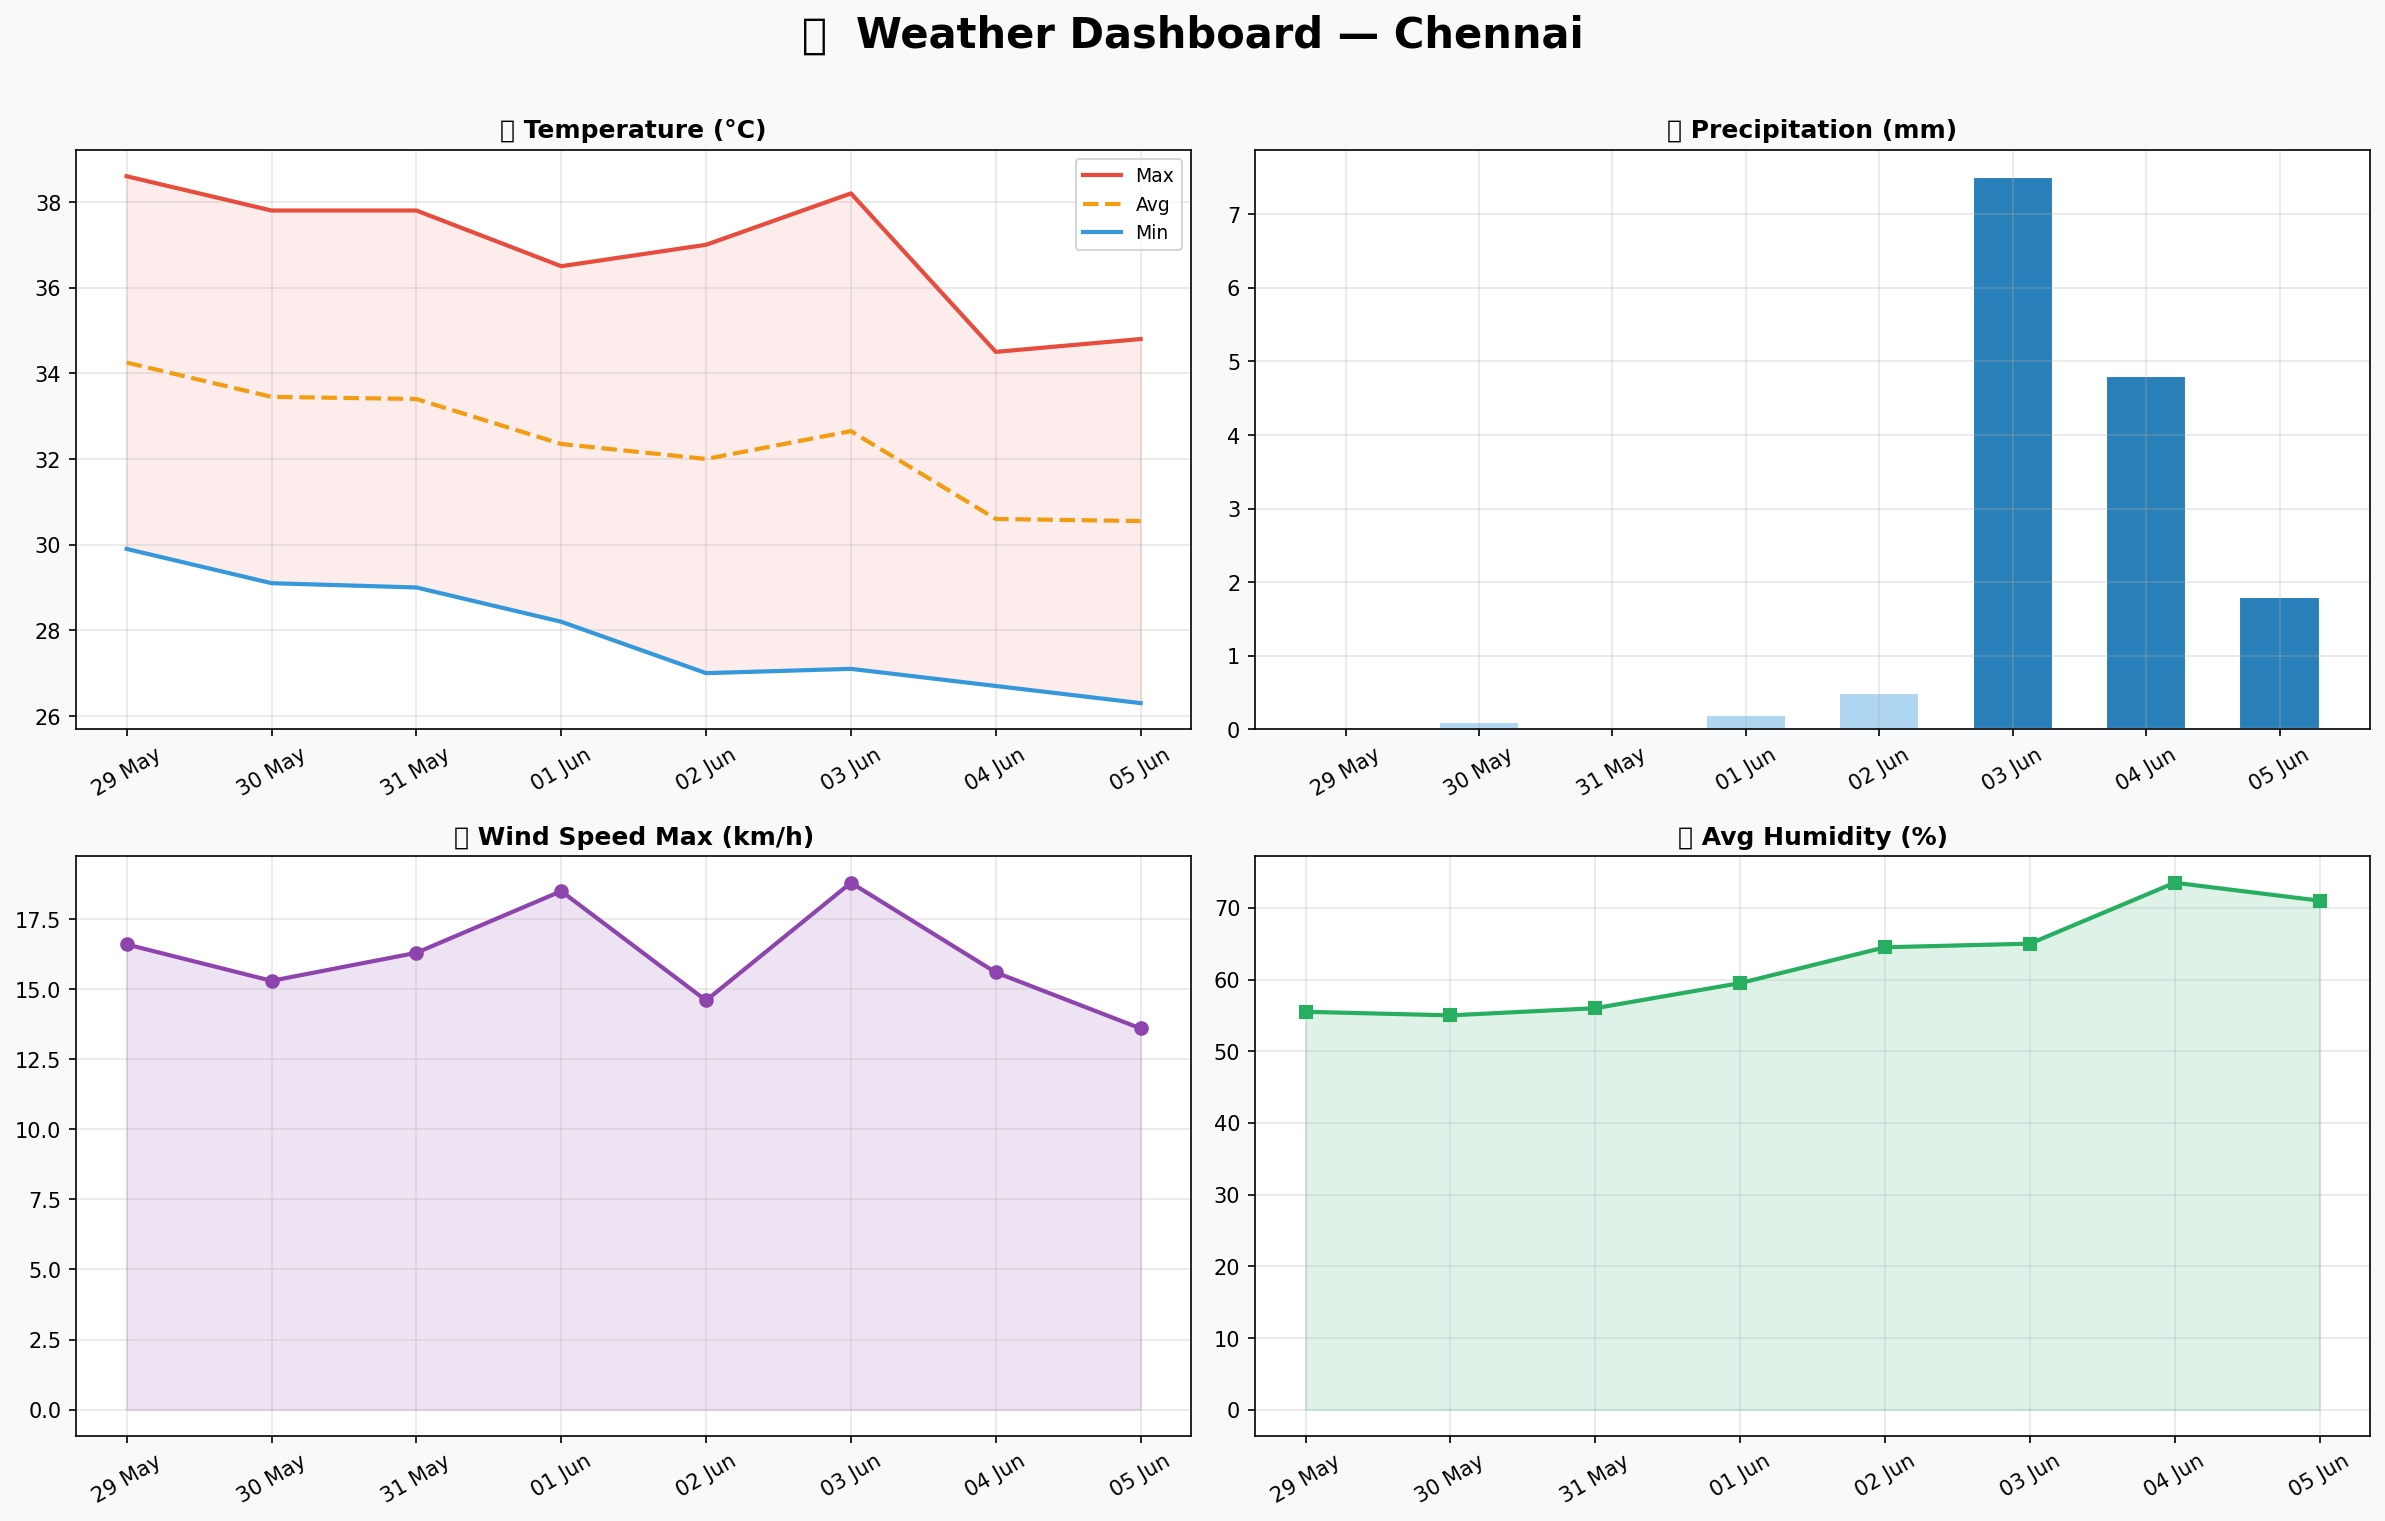 Weather Dashboard — Chennai
Temperature (°C)
Max
Avg
Min
38
36
34
32
30
28
26
29 May 30 May 31 May 01 Jun 02 Jun 03 Jun 04 Jun 05 Jun
Precipitation (mm)
7
6
5
4
3
2
1
0
29 May 30 May 31 May 01 Jun 02 Jun 03 Jun 04 Jun 05 Jun
Wind Speed Max (km/h)
17.5
15.0
12.5
10.0
7.5
5.0
2.5
0.0
29 May 30 May 31 May 01 Jun 02 Jun 03 Jun 04 Jun 05 Jun
Avg Humidity (%)
70
60
50
40
30
20
10
0
29 May 30 May 31 May 01 Jun 02 Jun 03 Jun 04 Jun 05 Jun